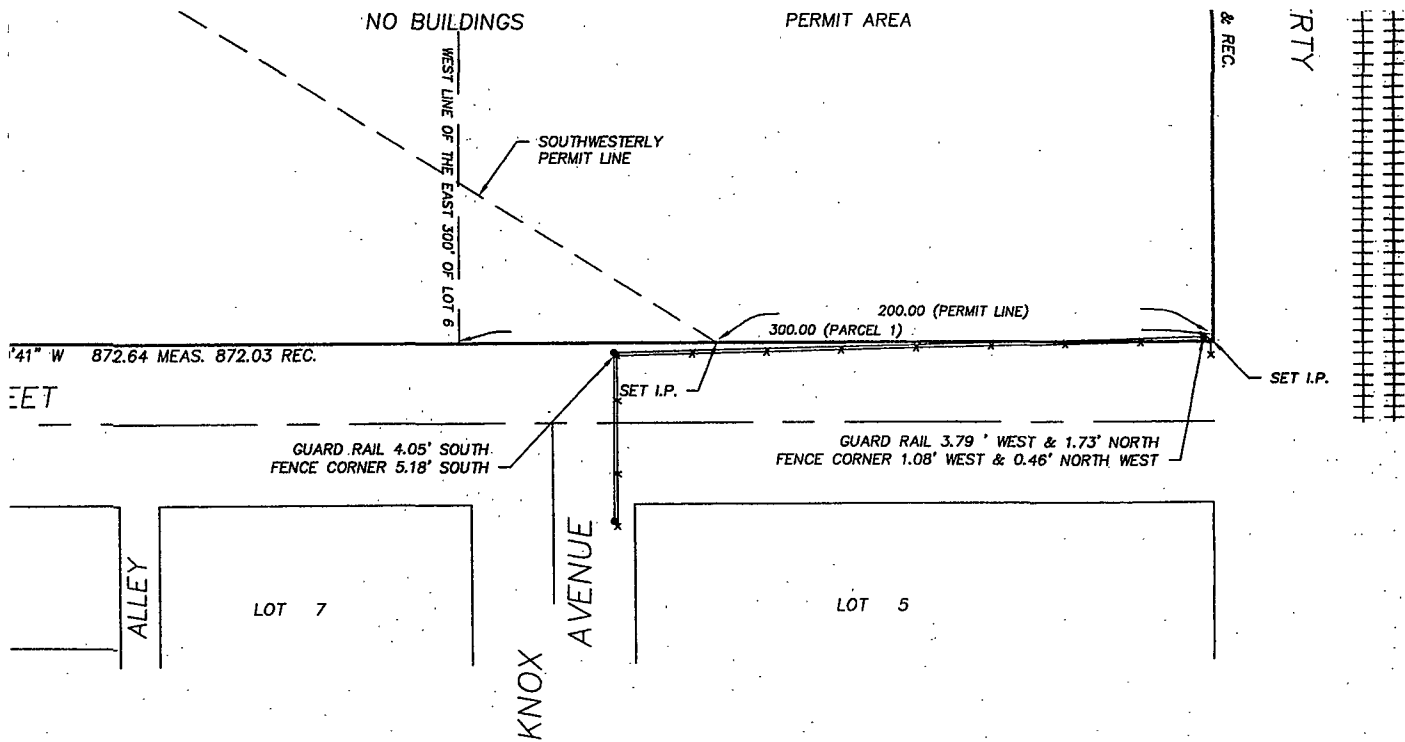 NO BUILDINGS
PERMIT AREA
& REC.
RTY
WEST LINE OF THE EAST 300' OF LOT 6
SOUTHWESTERLY
PERMIT LINE
200.00 (PERMIT LINE)
300.00 (PARCEL 1)
'41" W 872.64 MEAS. 872.03 REC.
SET I.P.
SET I.P.
EET
GUARD RAIL 4.05' SOUTH
FENCE CORNER 5.18' SOUTH
GUARD RAIL 3.79 ' WEST & 1.73' NORTH
FENCE CORNER 1.08' WEST & 0.46' NORTH WEST
ALLEY
LOT 7
KNOX AVENUE
LOT 5